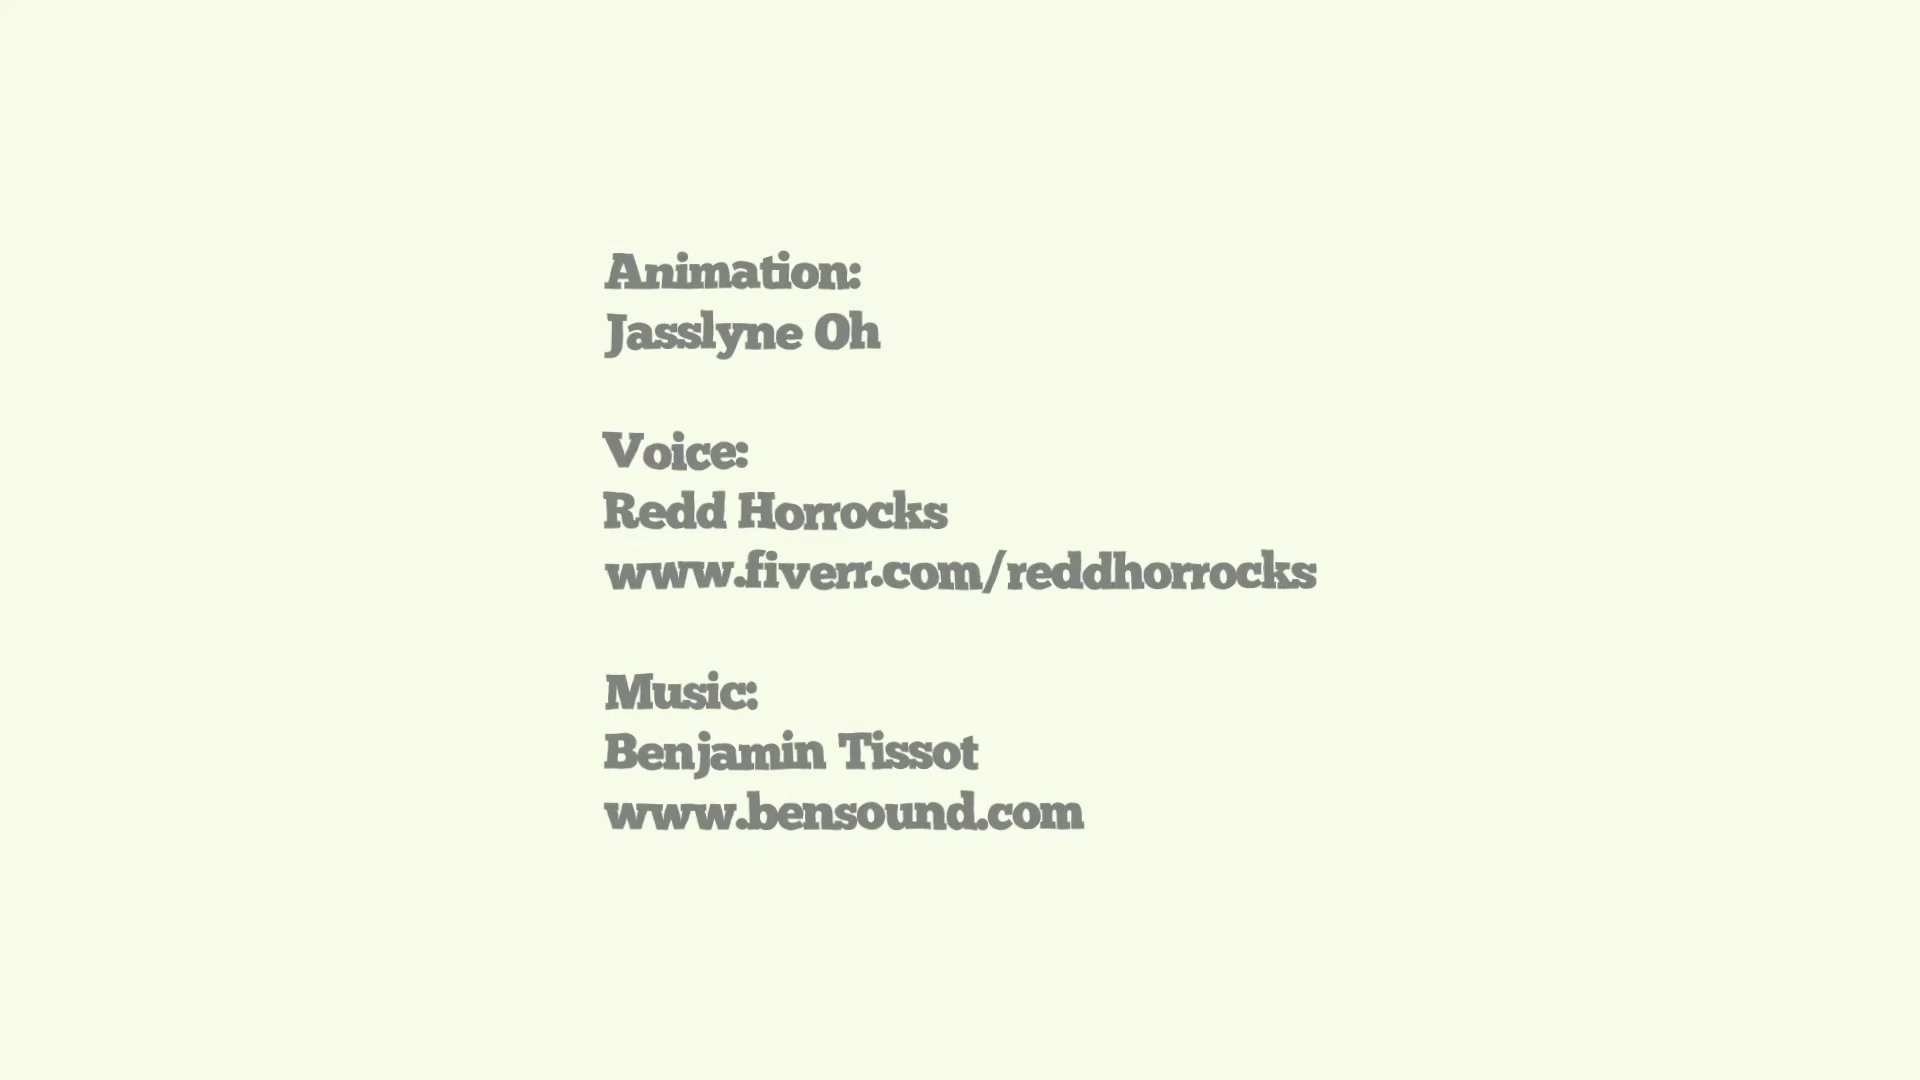 Animation:
Jasslyne Oh
Voice:
Redd Horrocks
www.fiverr.com/reddhorrocks
Music:
Benjamin Tissot
www.bensound.com